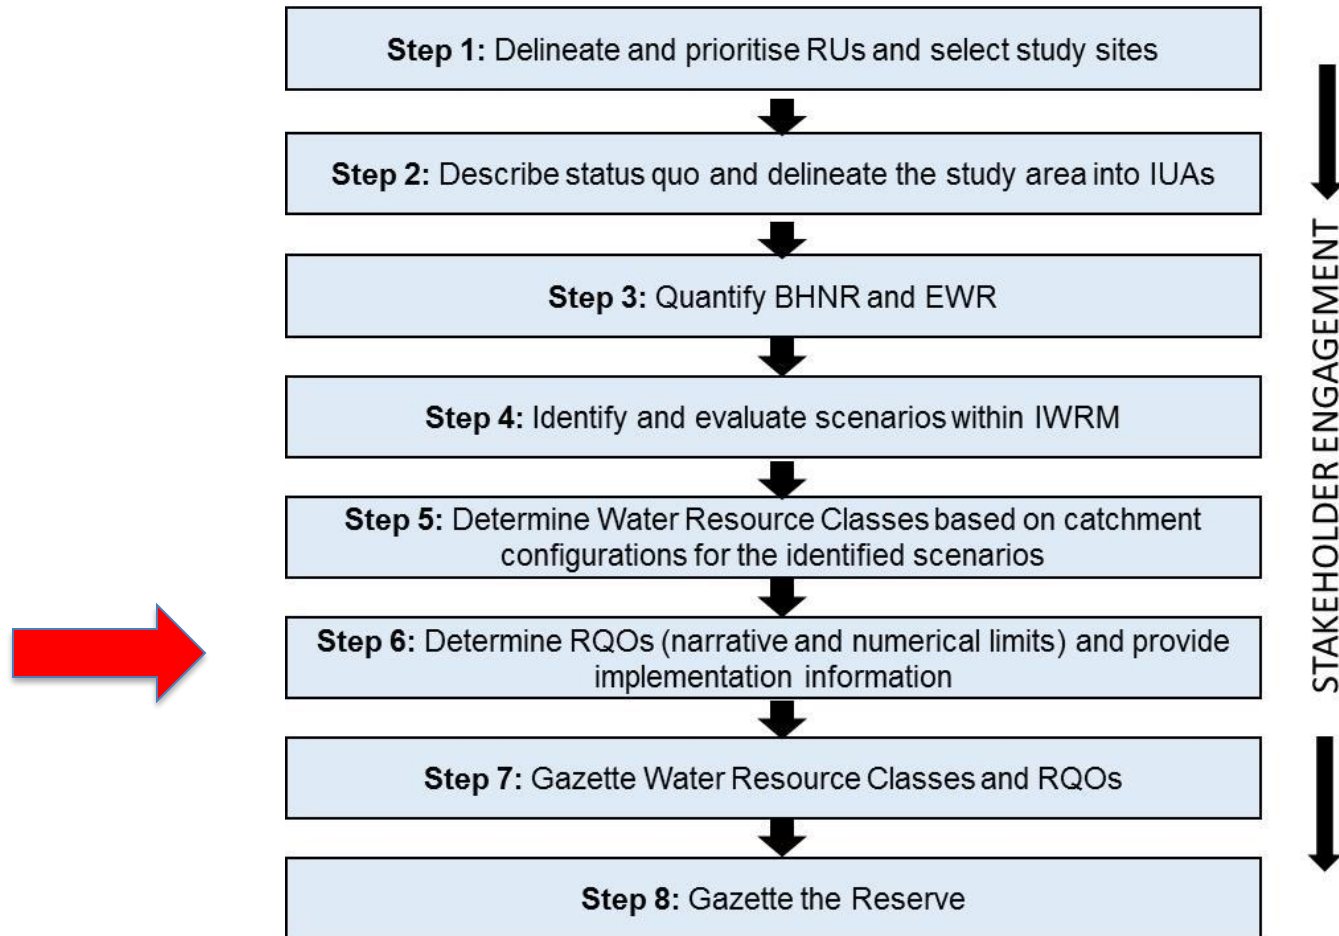 Step 1: Delineate and prioritise RUs and select study sites
Step 2: Describe status quo and delineate the study area into IUAs
Step 3: Quantify BHNR and EWR
Step 4: Identify and evaluate scenarios within IWRM
Step 5: Determine Water Resource Classes based on catchment
configurations for the identified scenarios
Step 6: Determine RQOs (narrative and numerical limits) and provide
implementation information
Step 7: Gazette Water Resource Classes and RQOs
Step 8: Gazette the Reserve
STAKEHOLDER ENGAGEMENT